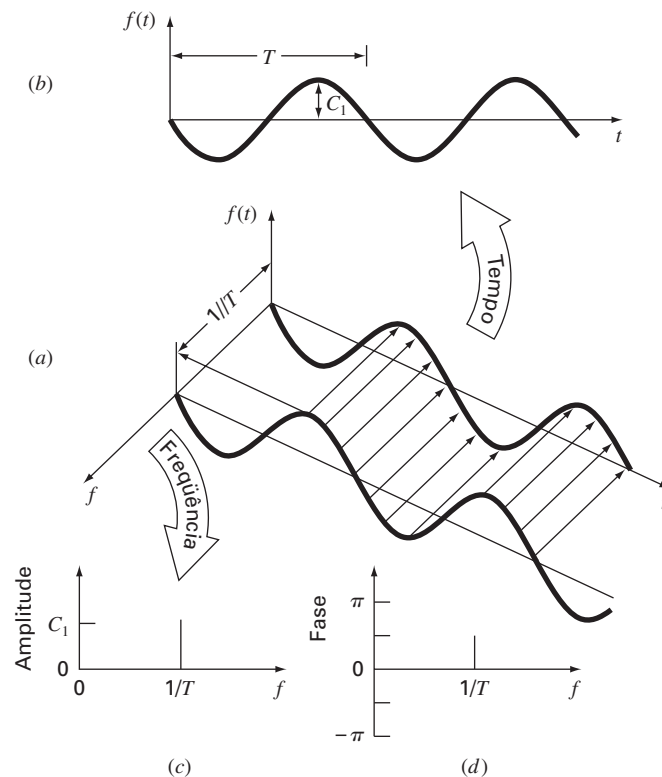 f(t)
T
(b)
C₁
t
f(t)
1//T
Tempo
(a)
f
Freqüência
Amplitude
C₁
0
0
1/T
f
Fase
π
0
−π
1/T
f
(c)
(d)